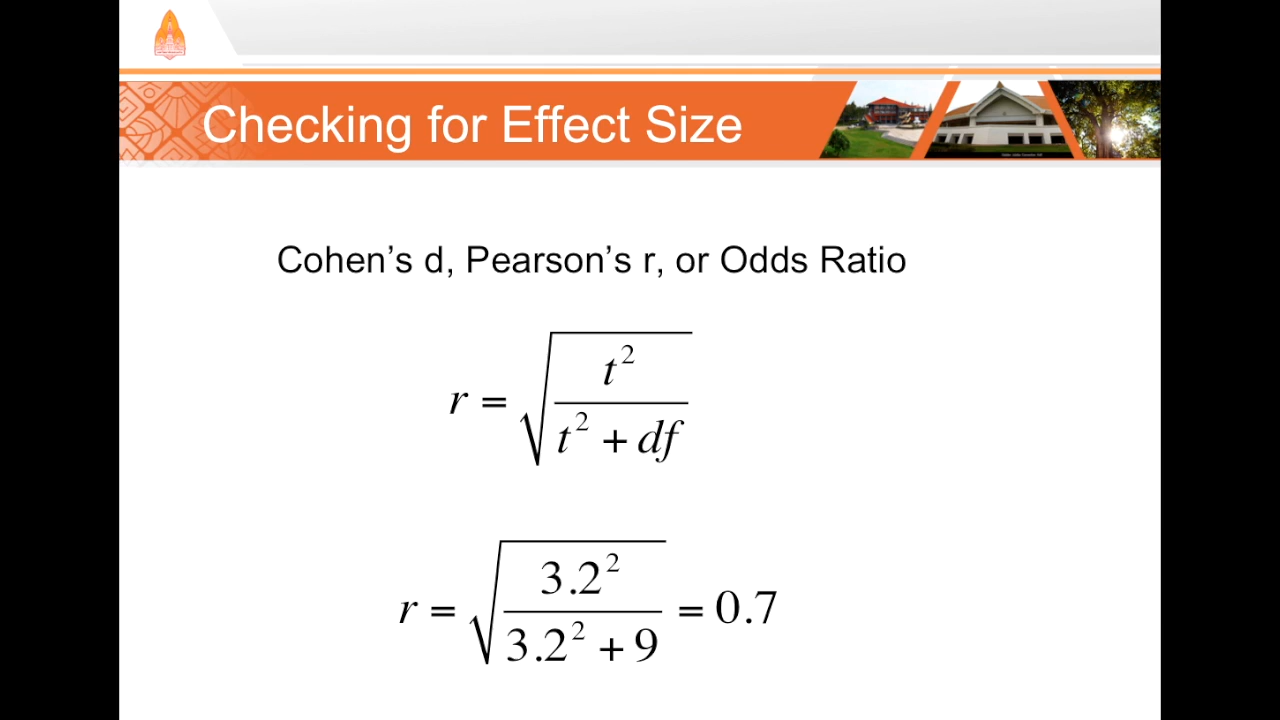 Checking for Effect Size
Cohen’s d, Pearson’s r, or Odds Ratio
r = √(t² / (t² + df))
r = √(3.2² / (3.2² + 9)) = 0.7